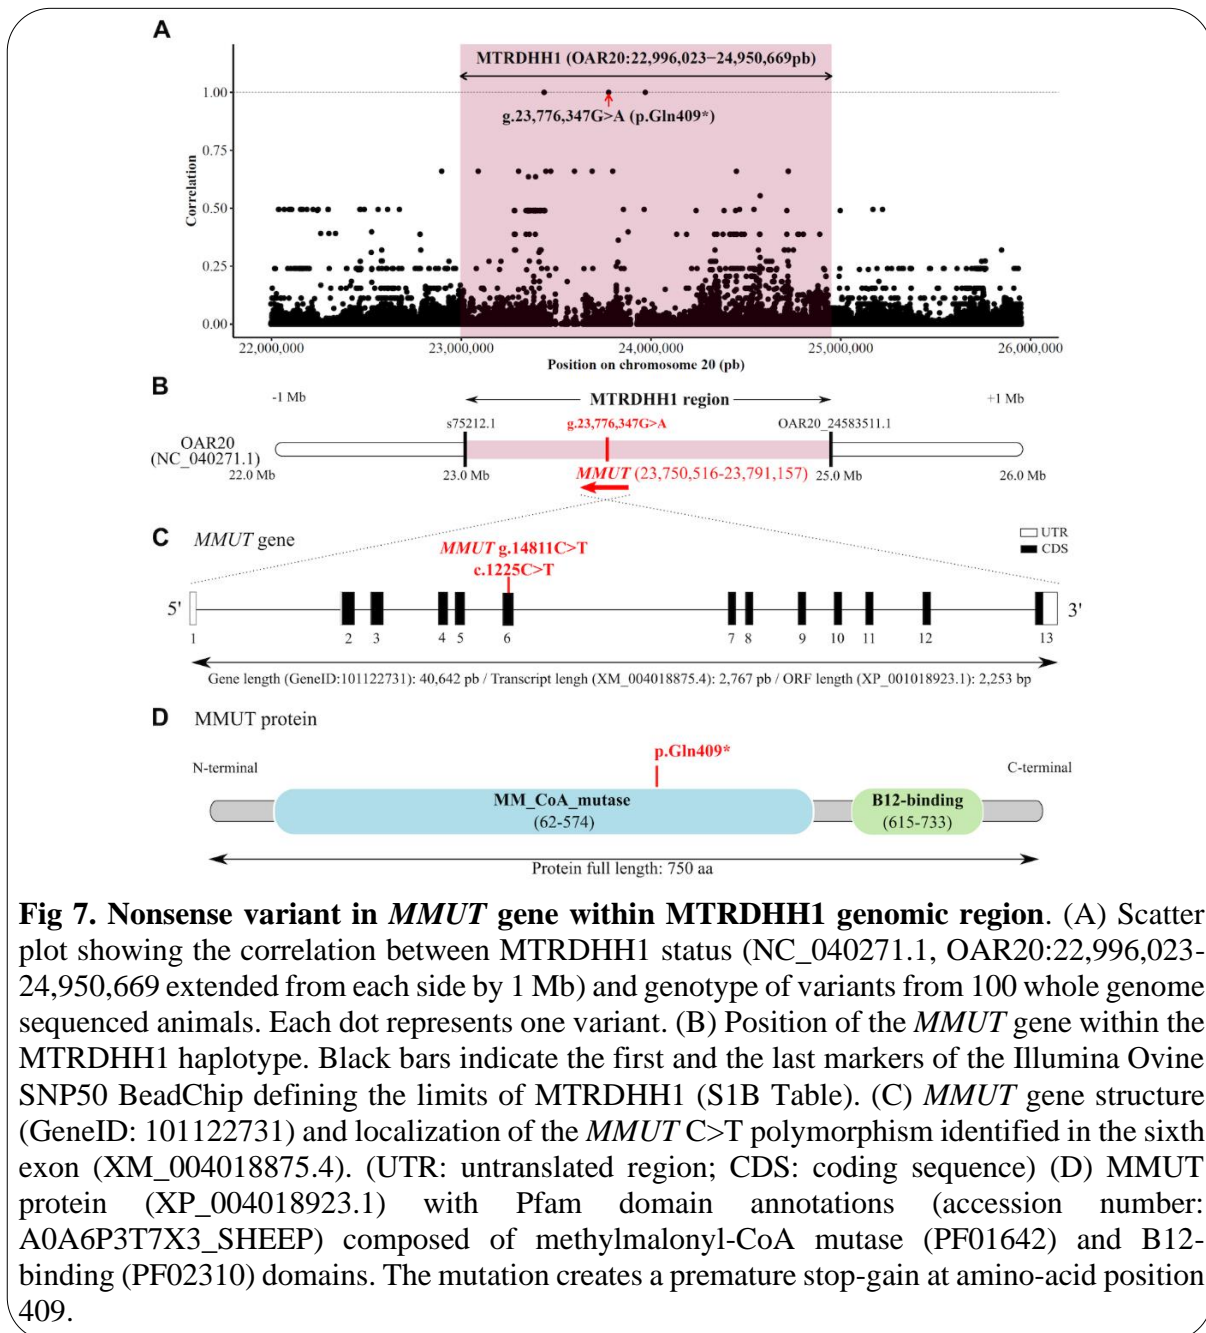 A
MTRDHH1 (OAR20:22,996,023−24,950,669pb)
1.00
g.23,776,347G>A (p.Gln409*)
0.75
Correlation
0.50
0.25
0.00
22,000,000 23,000,000 24,000,000 25,000,000 26,000,000
Position on chromosome 20 (pb)
B
-1 Mb MTRDHH1 region +1 Mb
s75212.1 g.23,776,347G>A OAR20_24583511.1
OAR20
(NC_040271.1)
22.0 Mb 23.0 Mb MMUT (23,750,516-23,791,157) 25.0 Mb 26.0 Mb
C MMUT gene
UTR
CDS
MMUT g.14811C>T
c.1225C>T
5' 3'
1 2 3 4 5 6 7 8 9 10 11 12 13
Gene length (GeneID:101122731): 40,642 pb / Transcript lengh (XM_004018875.4): 2,767 pb / ORF length (XP_001018923.1): 2,253 bp
D MMUT protein
p.Gln409*
N-terminal C-terminal
MM_CoA_mutase B12-binding
(62-574) (615-733)
Protein full length: 750 aa
Fig 7. Nonsense variant in MMUT gene within MTRDHH1 genomic region. (A) Scatter
plot showing the correlation between MTRDHH1 status (NC_040271.1, OAR20:22,996,023-
24,950,669 extended from each side by 1 Mb) and genotype of variants from 100 whole genome
sequenced animals. Each dot represents one variant. (B) Position of the MMUT gene within the
MTRDHH1 haplotype. Black bars indicate the first and the last markers of the Illumina Ovine
SNP50 BeadChip defining the limits of MTRDHH1 (S1B Table). (C) MMUT gene structure
(GeneID: 101122731) and localization of the MMUT C>T polymorphism identified in the sixth
exon (XM_004018875.4). (UTR: untranslated region; CDS: coding sequence) (D) MMUT
protein (XP_004018923.1) with Pfam domain annotations (accession number:
A0A6P3T7X3_SHEEP) composed of methylmalonyl-CoA mutase (PF01642) and B12-
binding (PF02310) domains. The mutation creates a premature stop-gain at amino-acid position
409.